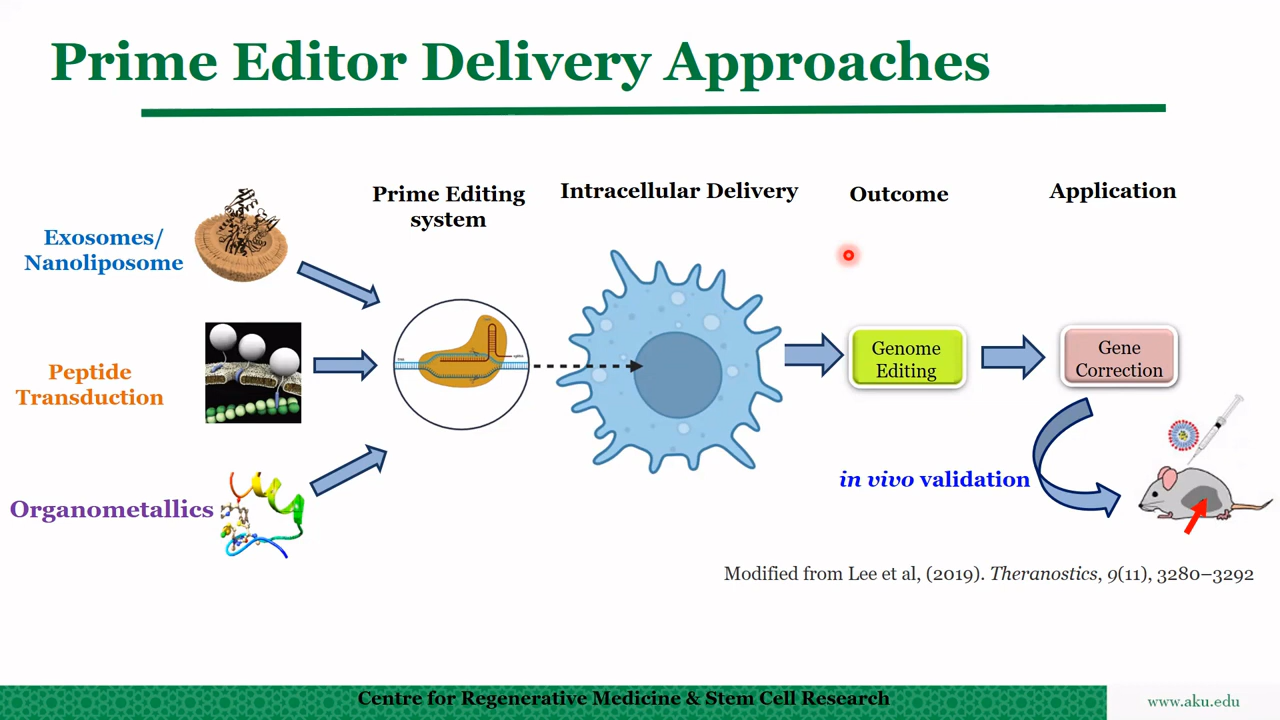 Prime Editor Delivery Approaches
Exosomes/
Nanoliposome
Peptide
Transduction
Organometallics
Prime Editing
system
Intracellular Delivery
Outcome
Genome
Editing
Application
Gene
Correction
in vivo validation
Modified from Lee et al, (2019). Theranostics, 9(11), 3280–3292
Centre for Regenerative Medicine & Stem Cell Research
www.aku.edu